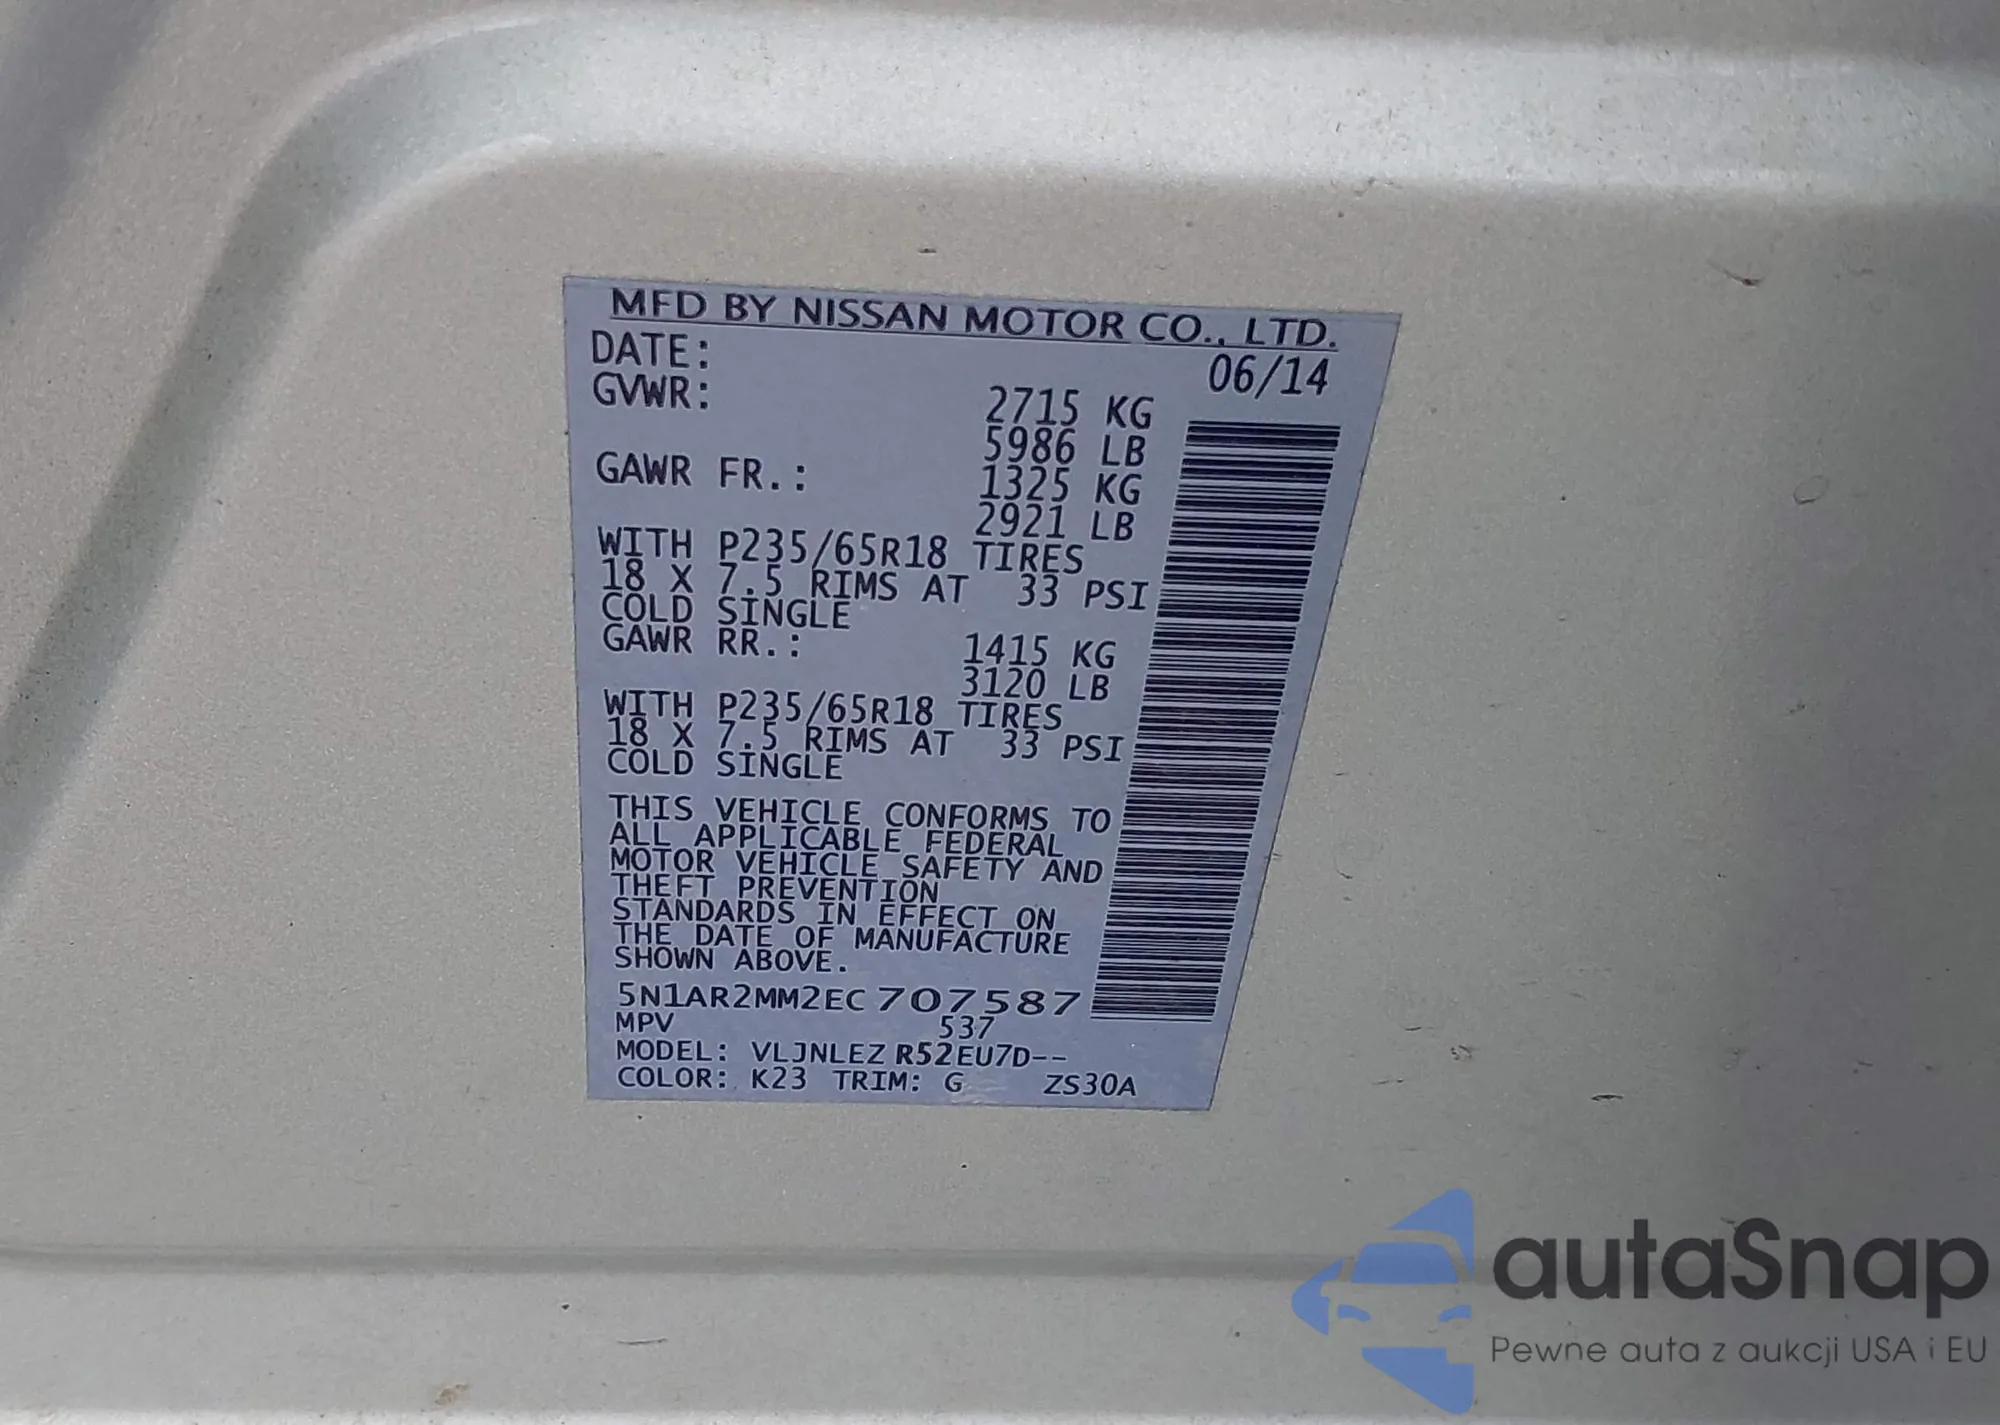 MFD BY NISSAN MOTOR CO., LTD.
DATE: 06/14
GVWR: 2715 KG
5986 LB
GAWR FR.: 1325 KG
2921 LB
WITH P235/65R18 TIRES
18 X 7.5 RIMS AT 33 PSI
COLD SINGLE
GAWR RR.: 1415 KG
3120 LB
WITH P235/65R18 TIRES
18 X 7.5 RIMS AT 33 PSI
COLD SINGLE
THIS VEHICLE CONFORMS TO
ALL APPLICABLE FEDERAL
MOTOR VEHICLE SAFETY AND
THEFT PREVENTION
STANDARDS IN EFFECT ON
THE DATE OF MANUFACTURE
SHOWN ABOVE.
5N1AR2MM2EC707587
MPV 537
MODEL: VLJNLEZ R52EU7D--
COLOR: K23 TRIM: G ZS30A
autaSnap
Pewne auta z aukcji USA i EU